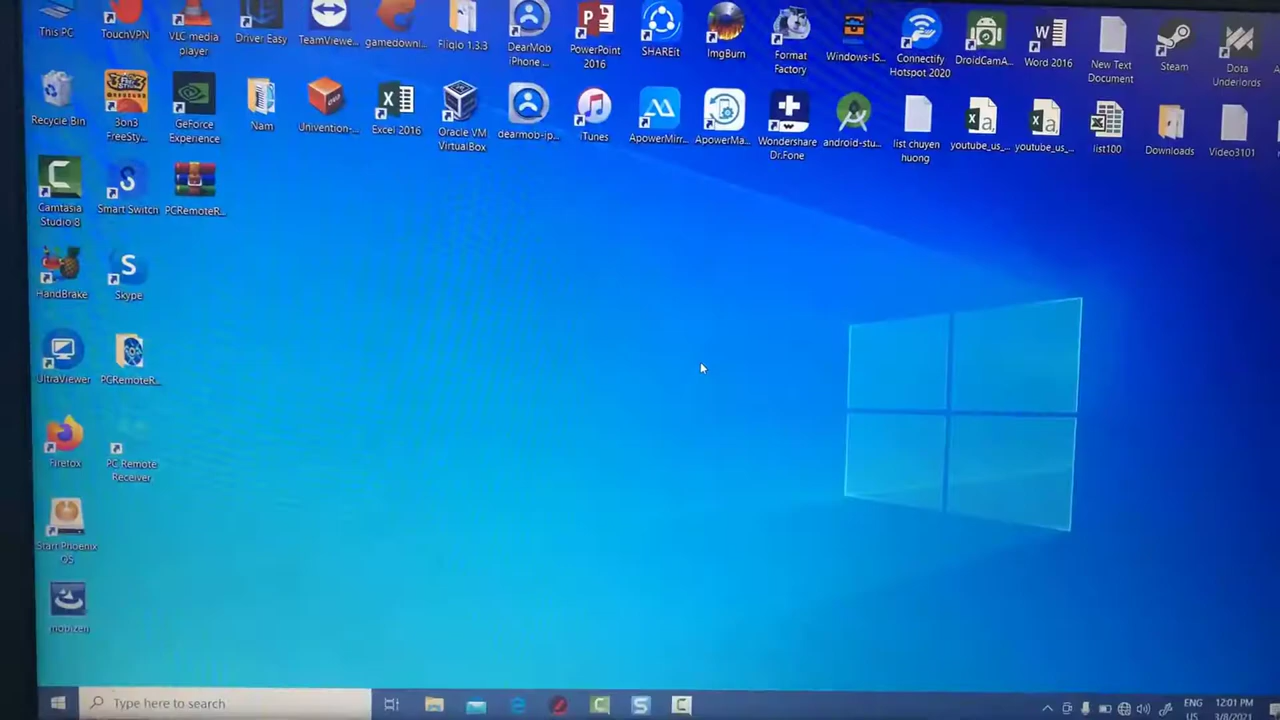 This PC
TouchVPN
VLC media
player
Driver Easy
TeamViewe...
gamedownl...
Fliqlo 1.3.3
DearMob
iPhone ...
PowerPoint
2016
SHAREit
ImgBurn
Format
Factory
Windows-IS...
Connectify
Hotspot 2020
DroidCamA...
Word 2016
New Text
Document
Steam
Dota
Underlords
Recycle Bin
3on3
FreeSty...
GeForce
Experience
Nam
Univention-...
Excel 2016
Oracle VM
VirtualBox
dearmob-ip...
iTunes
ApowerMirr...
ApowerMa...
Wondershare
Dr.Fone
android-stu...
list chuyen
huong
youtube_us_...
youtube_us_...
list100
Downloads
Video3101
Camtasia
Studio 8
Smart Switch
PCRemoteR...
HandBrake
Skype
UltraViewer
PCRemoteR...
Firefox
PC Remote
Receiver
Start Phoenix
OS
mobizen
Type here to search
ENG
US
12:01 PM
3/8/2021